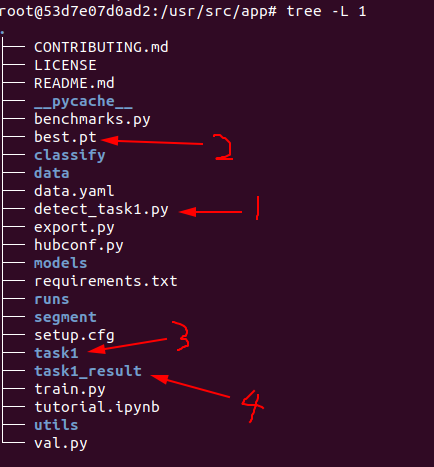 root@53d7e07d0ad2:/usr/src/app# tree -L 1
.
├── CONTRIBUTING.md
├── LICENSE
├── README.md
├── __pycache__
├── benchmarks.py
├── best.pt 2
├── classify
├── data
├── data.yaml
├── detect_task1.py 1
├── export.py
├── hubconf.py
├── models
├── requirements.txt
├── runs
├── segment
├── setup.cfg
├── task1 3
├── task1_result 4
├── train.py
├── tutorial.ipynb
├── utils
└── val.py